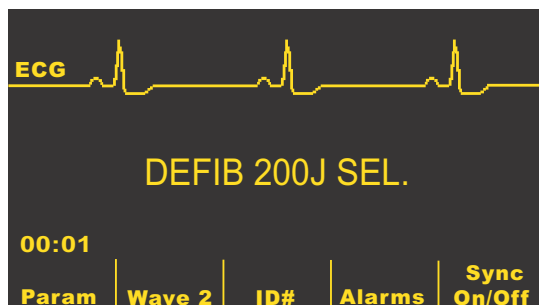 ECG
DEFIB 200J SEL.
00:01
Param Wave 2 ID# Alarms Sync On/Off